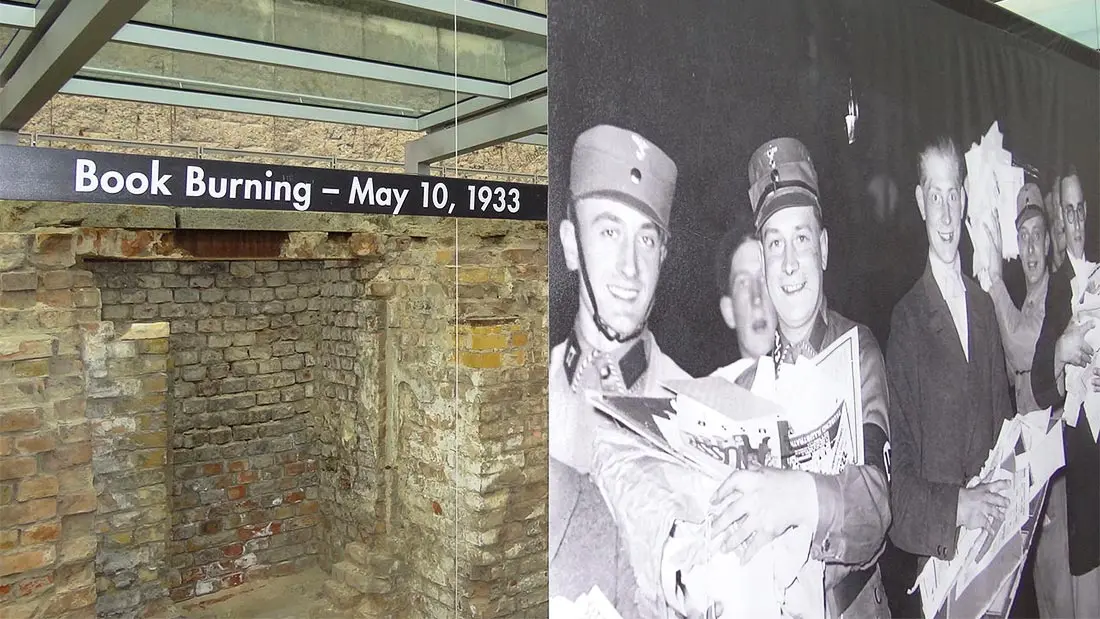 Book Burning – May 10, 1933